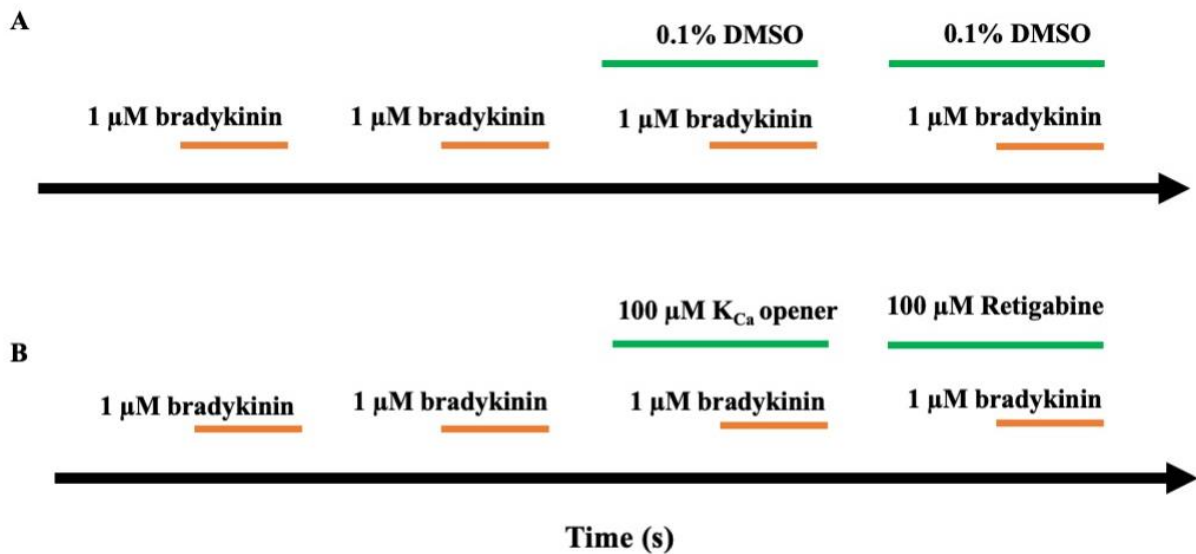 A
0.1% DMSO 0.1% DMSO
1 μM bradykinin 1 μM bradykinin 1 μM bradykinin 1 μM bradykinin
100 μM KCa opener 100 μM Retigabine
B
1 μM bradykinin 1 μM bradykinin 1 μM bradykinin 1 μM bradykinin
Time (s)